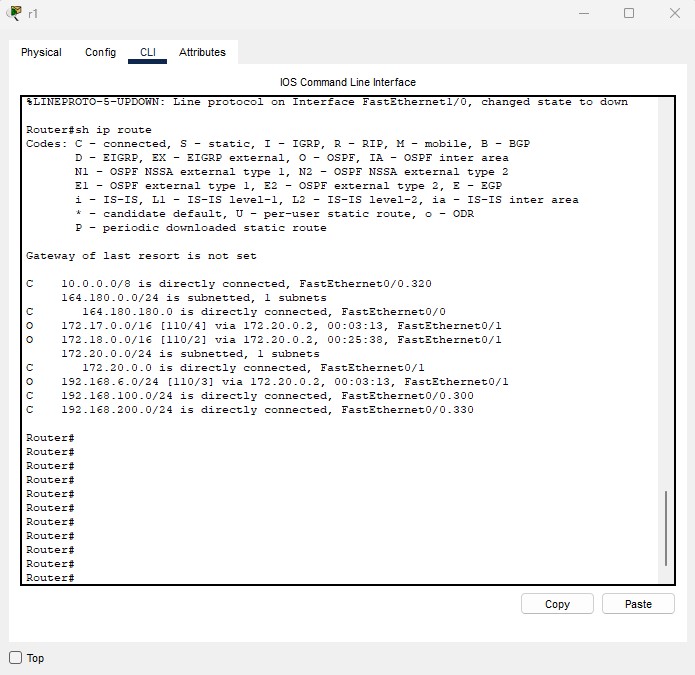 r1
Physical Config CLI Attributes
IOS Command Line Interface
%LINEPROTO-5-UPDOWN: Line protocol on Interface FastEthernet1/0, changed state to down
Router#sh ip route
Codes: C - connected, S - static, I - IGRP, R - RIP, M - mobile, B - BGP
D - EIGRP, EX - EIGRP external, O - OSPF, IA - OSPF inter area
N1 - OSPF NSSA external type 1, N2 - OSPF NSSA external type 2
E1 - OSPF external type 1, E2 - OSPF external type 2, E - EGP
i - IS-IS, L1 - IS-IS level-1, L2 - IS-IS level-2, ia - IS-IS inter area
* - candidate default, U - per-user static route, o - ODR
P - periodic downloaded static route
Gateway of last resort is not set
C 10.0.0.0/8 is directly connected, FastEthernet0/0.320
164.180.0.0/24 is subnetted, 1 subnets
C 164.180.180.0 is directly connected, FastEthernet0/0
O 172.17.0.0/16 [110/4] via 172.20.0.2, 00:03:13, FastEthernet0/1
O 172.18.0.0/16 [110/2] via 172.20.0.2, 00:25:38, FastEthernet0/1
172.20.0.0/24 is subnetted, 1 subnets
C 172.20.0.0 is directly connected, FastEthernet0/1
O 192.168.6.0/24 [110/3] via 172.20.0.2, 00:03:13, FastEthernet0/1
C 192.168.100.0/24 is directly connected, FastEthernet0/0.300
C 192.168.200.0/24 is directly connected, FastEthernet0/0.330
Router#
Router#
Router#
Router#
Router#
Router#
Router#
Router#
Router#
Router#
Router#
Copy Paste
Top